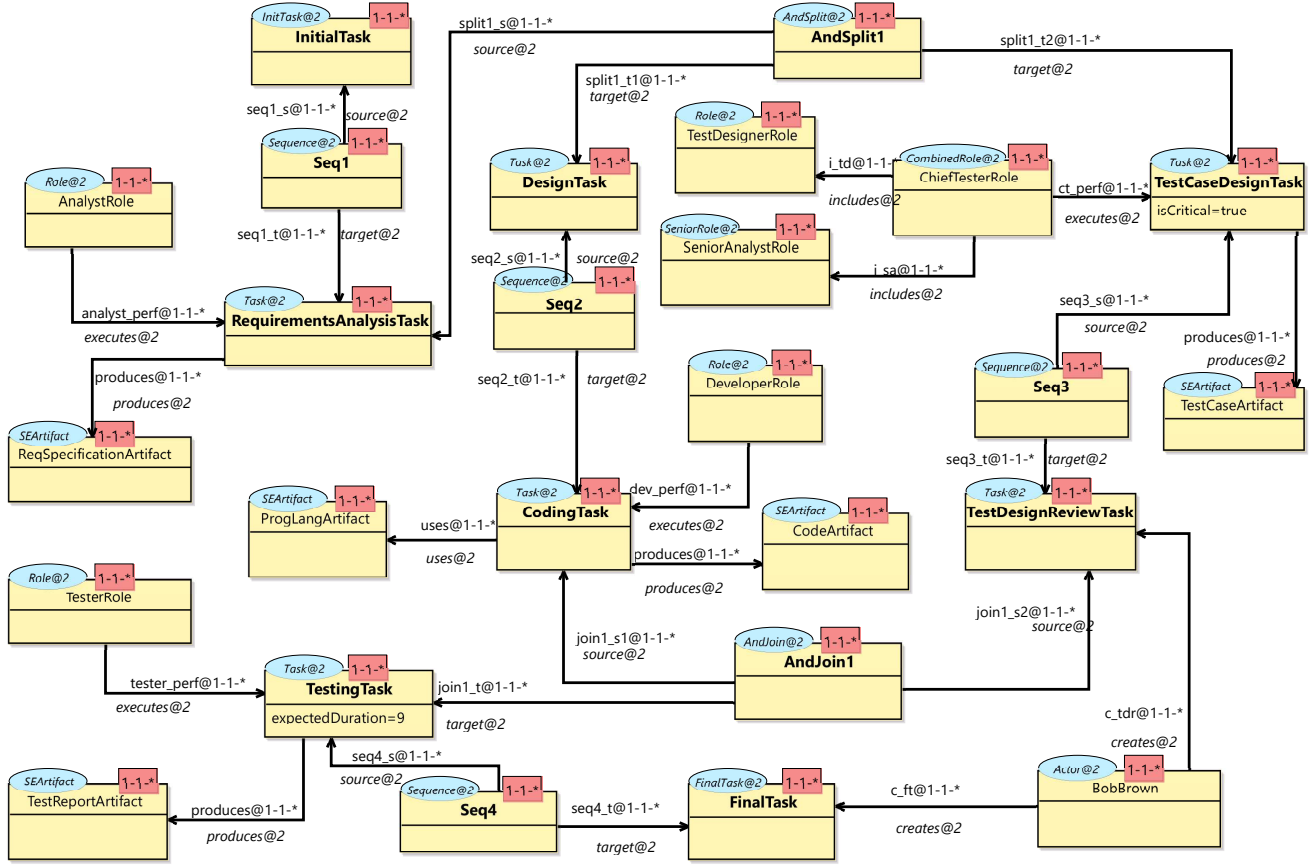 InitTask@2 1-1-*
InitialTask
AndSplit@2 1-1-*
AndSplit1
split1_s@1-1-*
source@2
split1_t2@1-1-*
target@2
split1_t1@1-1-*
target@2
seq1_s@1-1-*
source@2
Sequence@2 1-1-*
Seq1
Role@2 1-1-*
TestDesignerRole
Role@2 1-1-*
AnalystRole
Task@2 1-1-*
DesignTask
i_td@1-1-
includes@2
CombinedRole@2 1-1-*
ChiefTesterRole
ct_perf@1-1-*
executes@2
Task@2 1-1-*
TestCaseDesignTask
isCritical=true
seq1_t@1-1-*
target@2
SeniorRole@2 1-1-*
SeniorAnalystRole
seq2_s@1-1-*
source@2
i_sa@1-1-*
includes@2
Sequence@2 1-1-*
Seq2
Task@2 1-1-*
RequirementsAnalysisTask
analyst_perf@1-1-*
executes@2
seq3_s@1-1-*
source@2
produces@1-1-*
produces@2
produces@1-1-*
produces@2
seq2_t@1-1-*
target@2
Role@2 1-1-*
DeveloperRole
Sequence@2 1-1-*
Seq3
SEArtifact 1-1-*
TestCaseArtifact
SEArtifact 1-1-*
ReqSpecificationArtifact
seq3_t@1-1-*
target@2
SEArtifact 1-1-*
ProgLangArtifact
uses@1-1-*
uses@2
Task@2 1-1-*
CodingTask
dev_perf@1-1-*
executes@2
produces@1-1-*
produces@2
SEArtifact 1-1-*
CodeArtifact
Task@2 1-1-*
TestDesignReviewTask
Role@2 1-1-*
TesterRole
join1_s1@1-1-*
source@2
AndJoin@2 1-1-*
AndJoin1
join1_s2@1-1-*
source@2
tester_perf@1-1-*
executes@2
Task@2 1-1-*
TestingTask
expectedDuration=9
join1_t@1-1-*
target@2
c_tdr@1-1-*
creates@2
seq4_s@1-1-*
source@2
SEArtifact 1-1-*
TestReportArtifact
produces@1-1-*
produces@2
Sequence@2 1-1-*
Seq4
seq4_t@1-1-*
target@2
FinalTask@2 1-1-*
FinalTask
c_ft@1-1-*
creates@2
Actor@2 1-1-*
BobBrown